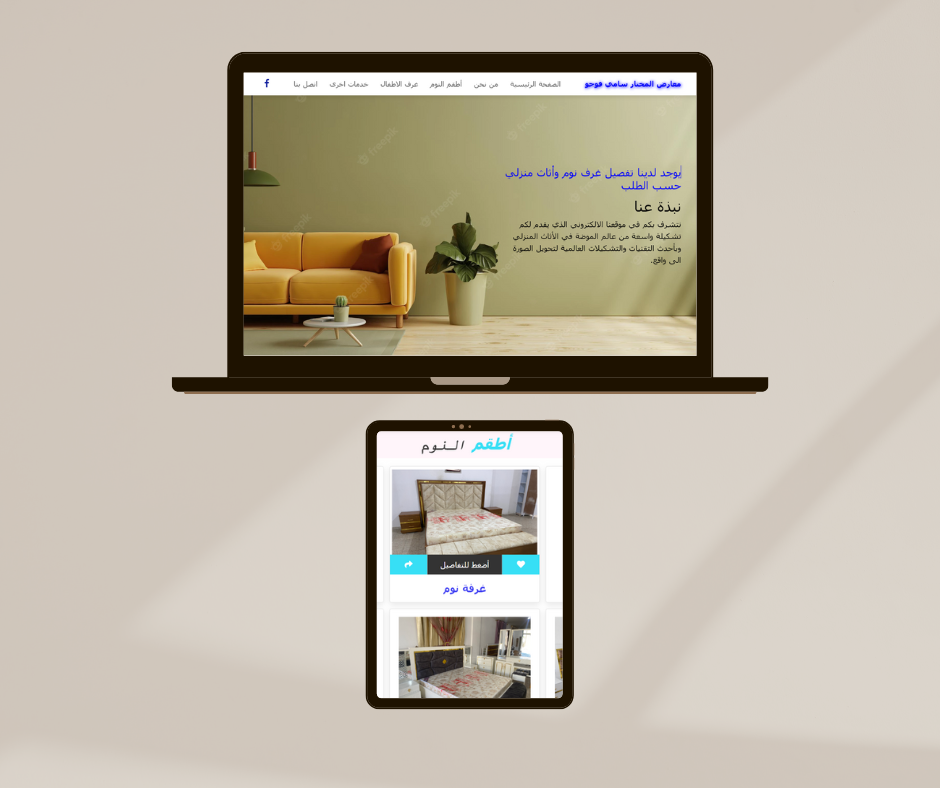 معارض المختار سامي قوجو
الصفحة الرئيسية
من نحن
أطقم النوم
غرف الاطفال
خدمات اخرى
اتصل بنا
يوجد لدينا تفصيل غرف نوم وأثاث منزلي
حسب الطلب
نبذة عنا
نتشرف بكم في موقعنا الالكتروني الذي يقدم لكم
تشكيلة واسعة من عالم الموضة في الأثاث المنزلي
وبأحدث التقنيات والتشكيلات العالمية لتحويل الصورة
الى واقع.
أطقم النوم
أضغط للتفاصيل
غرفة نوم